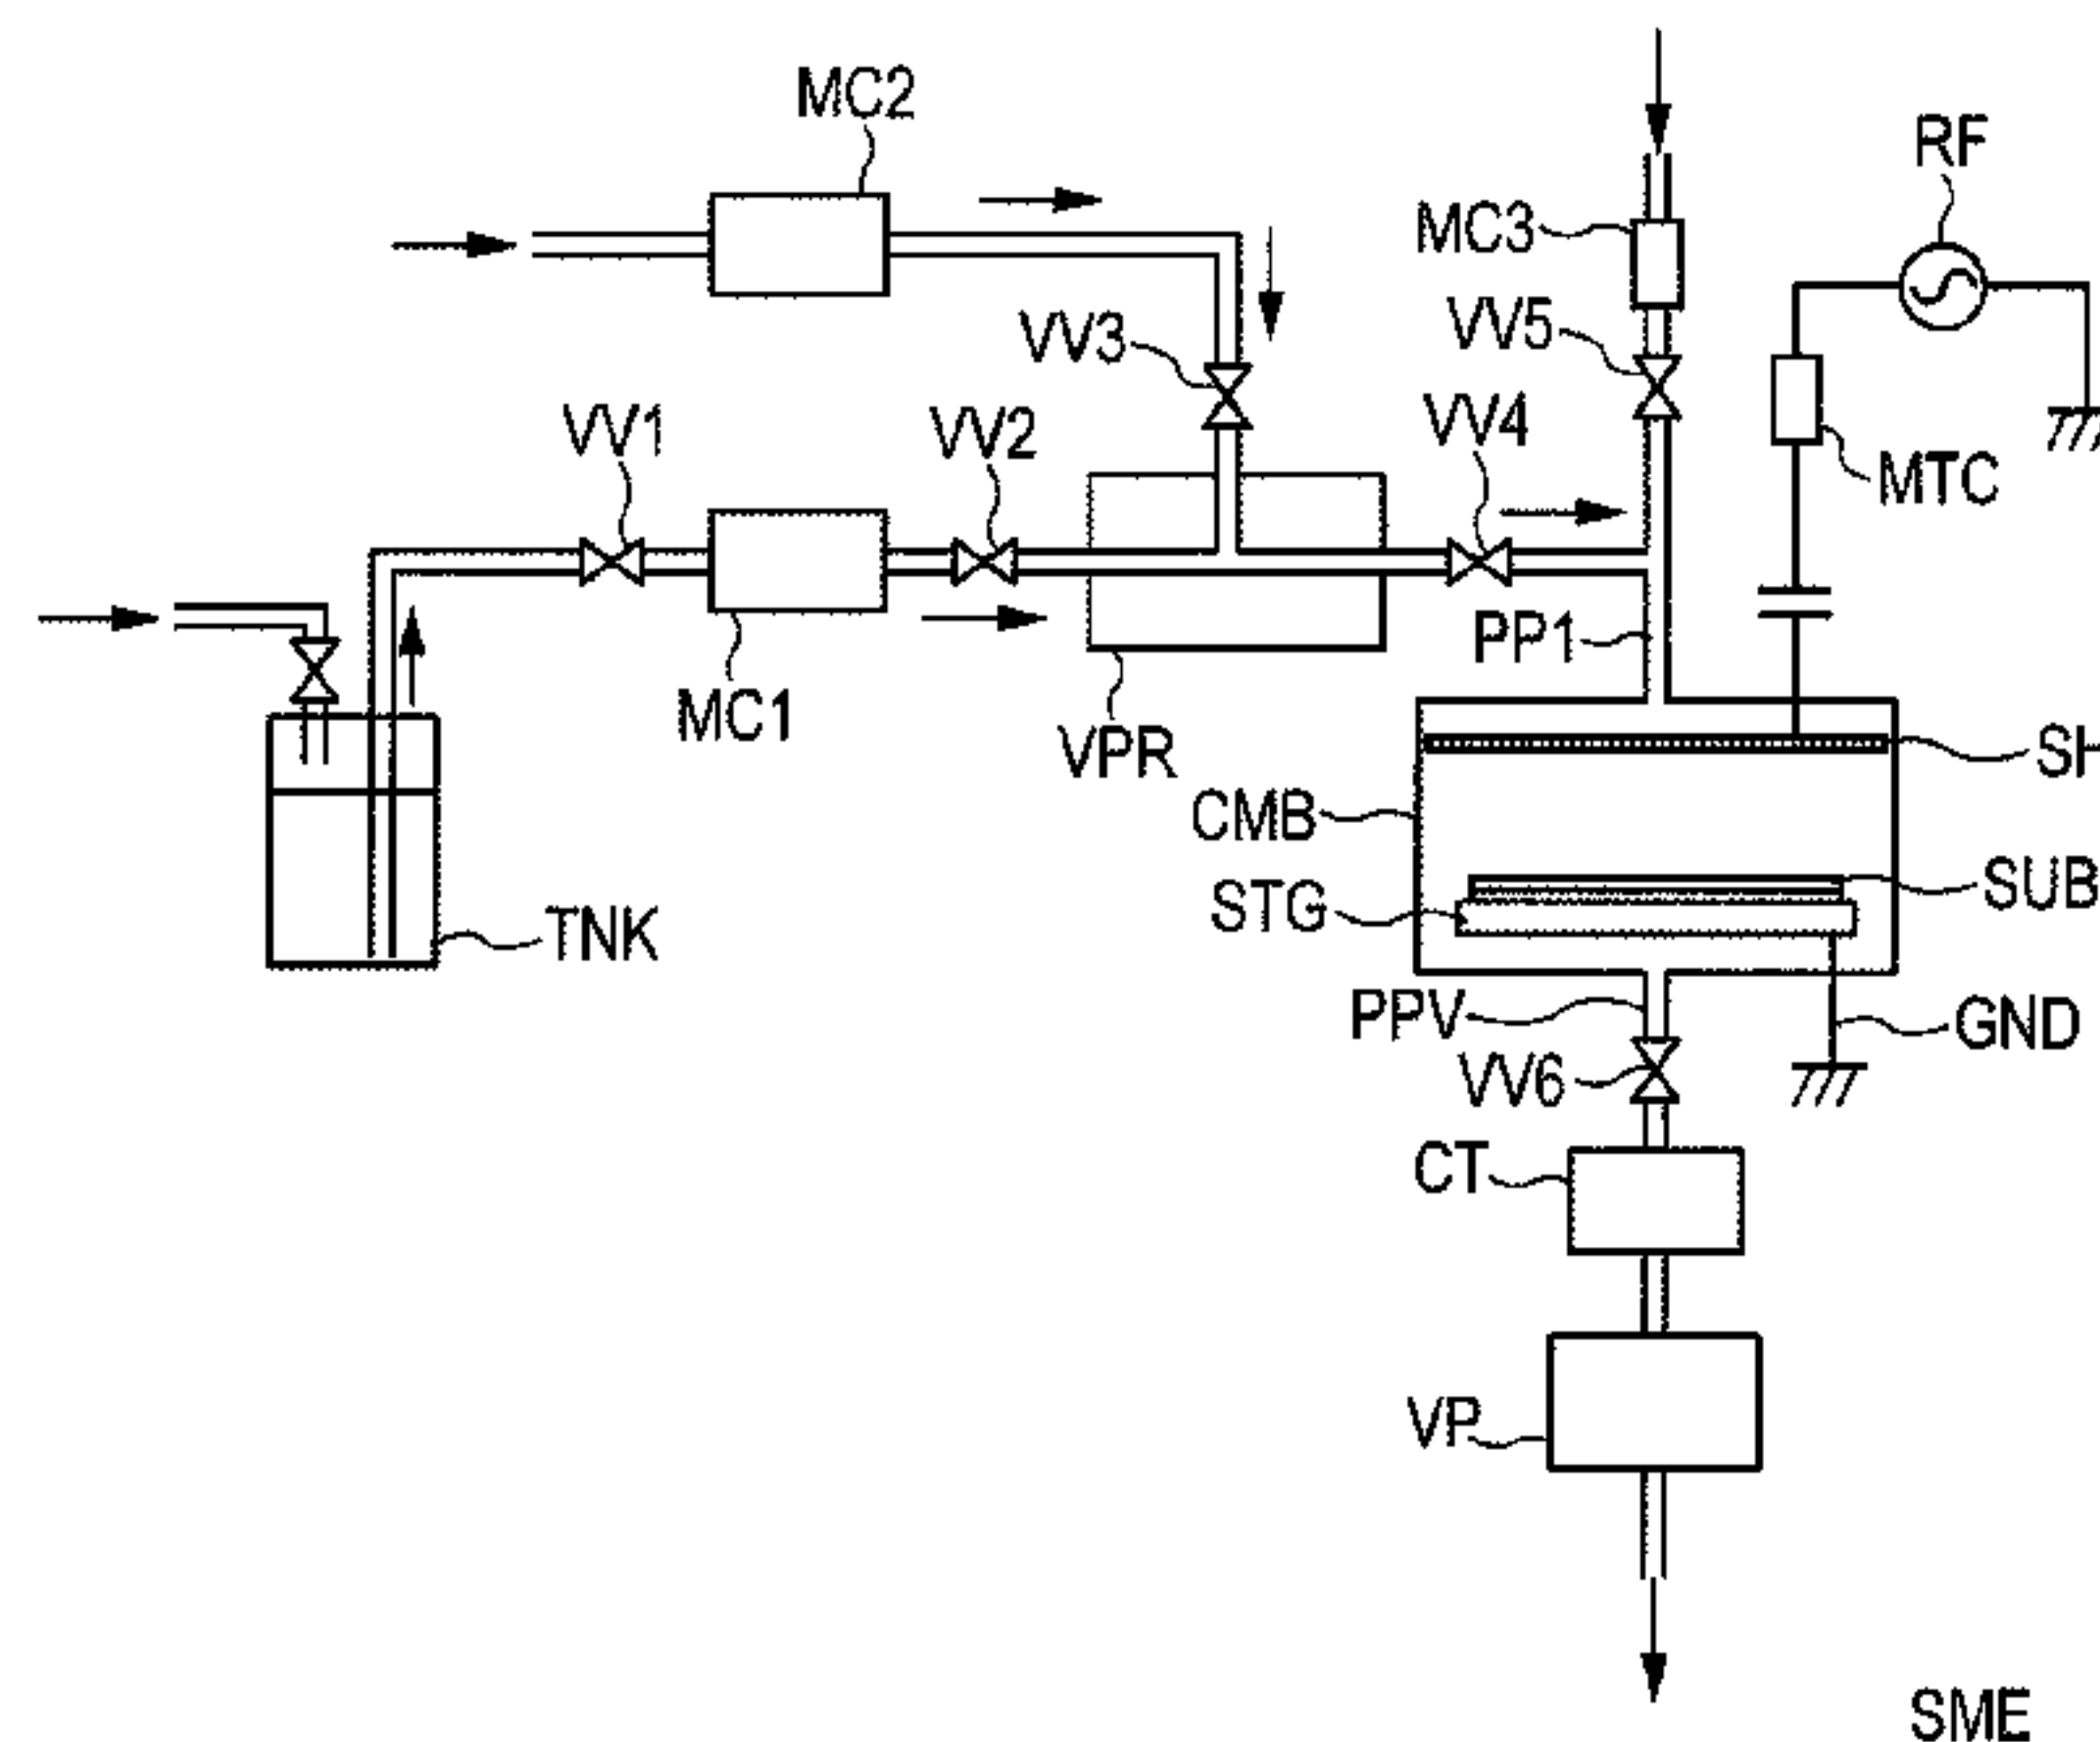 MC2
RF
MC3
VV5
VV3
VV4
VV1
VV2
MTC
PP1
MC1
VPR
SH
CMB
SUB
STG
TNK
PPV
GND
VV6
CT
VP
SME